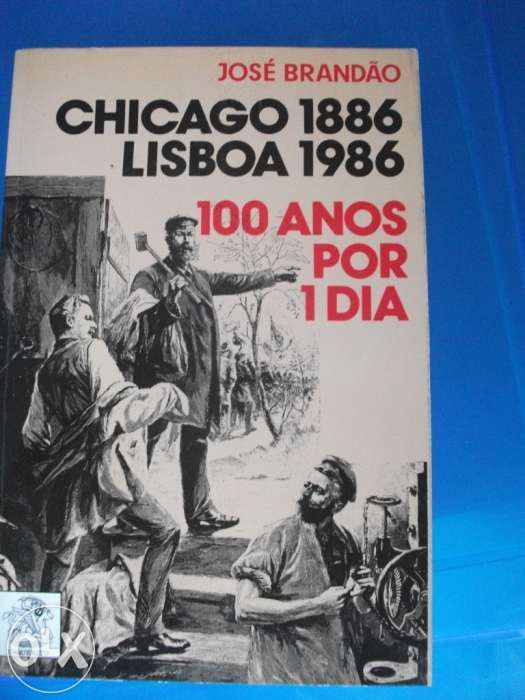 JOSÉ BRANDÃO
CHICAGO 1886
LISBOA 1986
100 ANOS
POR
1 DIA
OLX